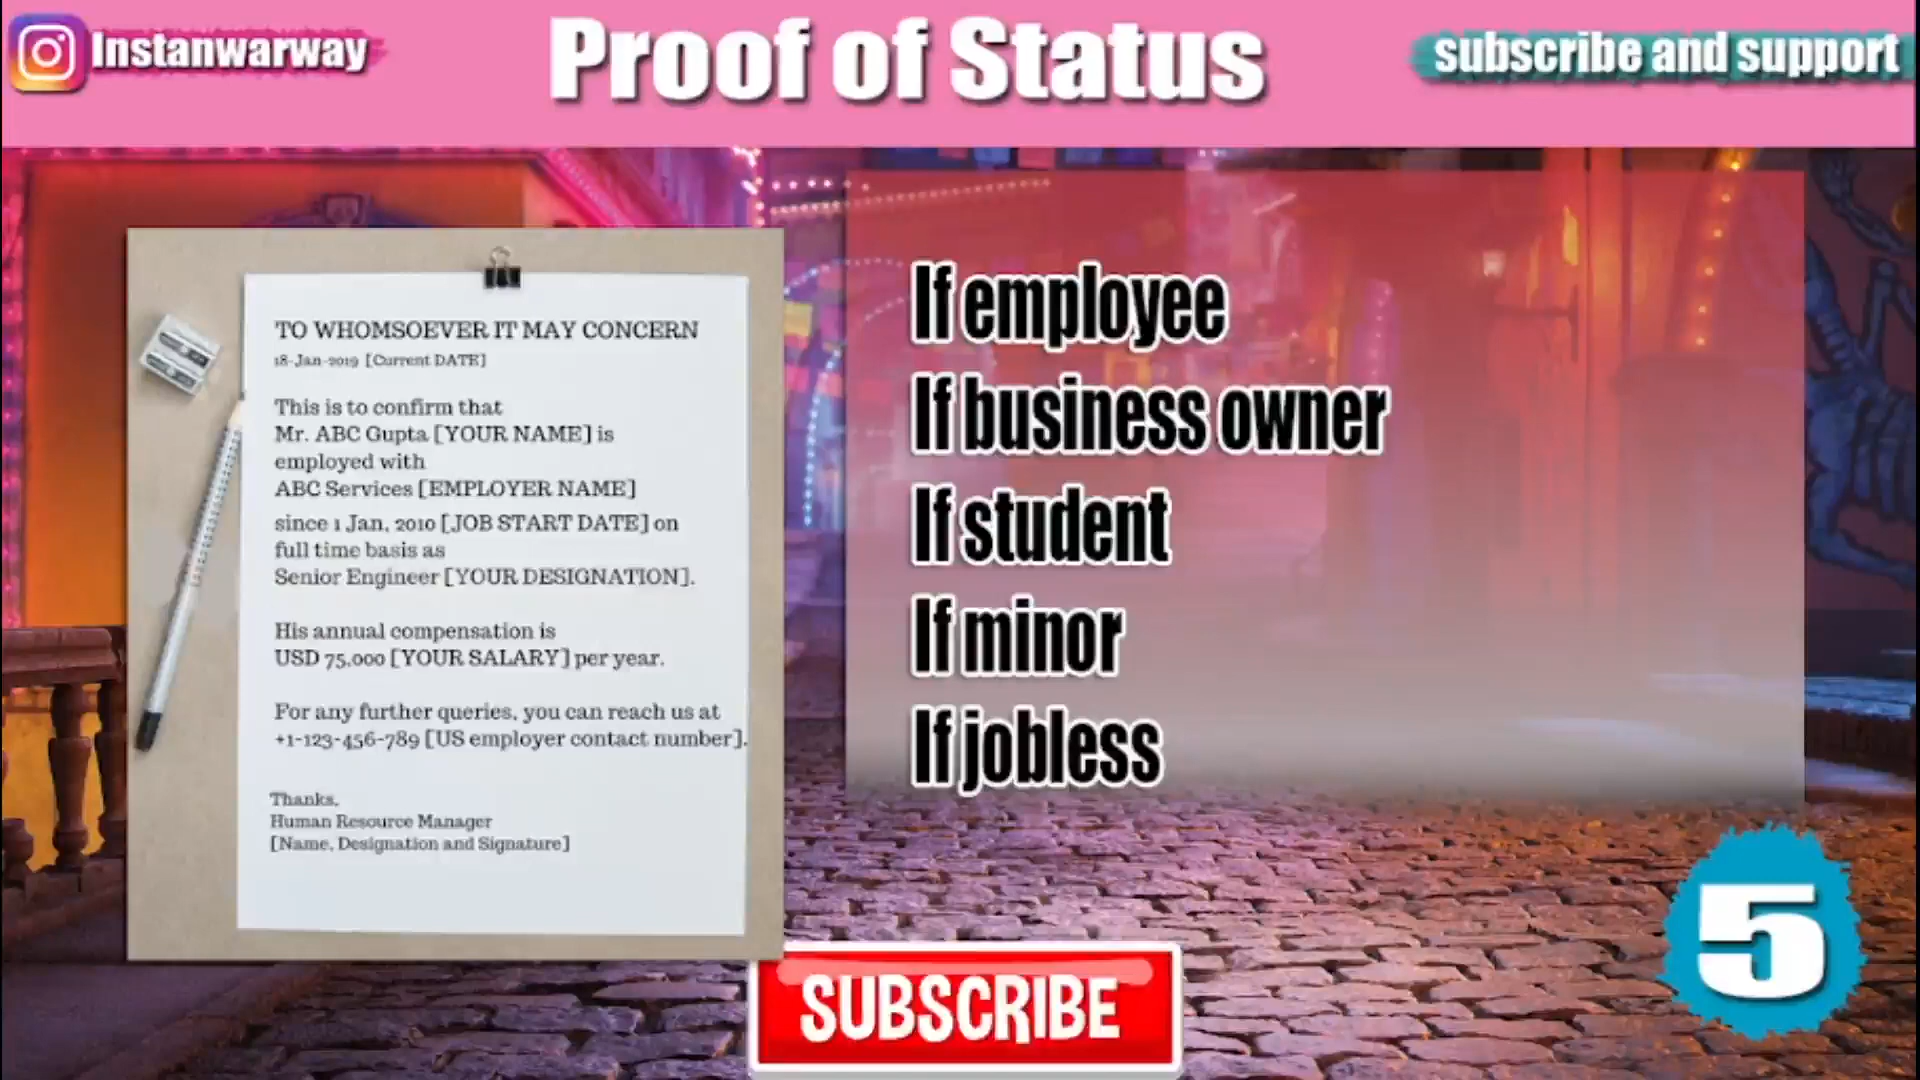 Instanwarway
Proof of Status
subscribe and support
TO WHOMSOEVER IT MAY CONCERN
18-Jan-2019 [Current DATE]
This is to confirm that
Mr. ABC Gupta [YOUR NAME] is
employed with
ABC Services [EMPLOYER NAME]
since 1 Jan, 2010 [JOB START DATE] on
full time basis as
Senior Engineer [YOUR DESIGNATION].
His annual compensation is
USD 75,000 [YOUR SALARY] per year.
For any further queries, you can reach us at
+1-123-456-789 [US employer contact number].
Thanks,
Human Resource Manager
[Name, Designation and Signature]
If employee
If business owner
If student
If minor
If jobless
5
SUBSCRIBE